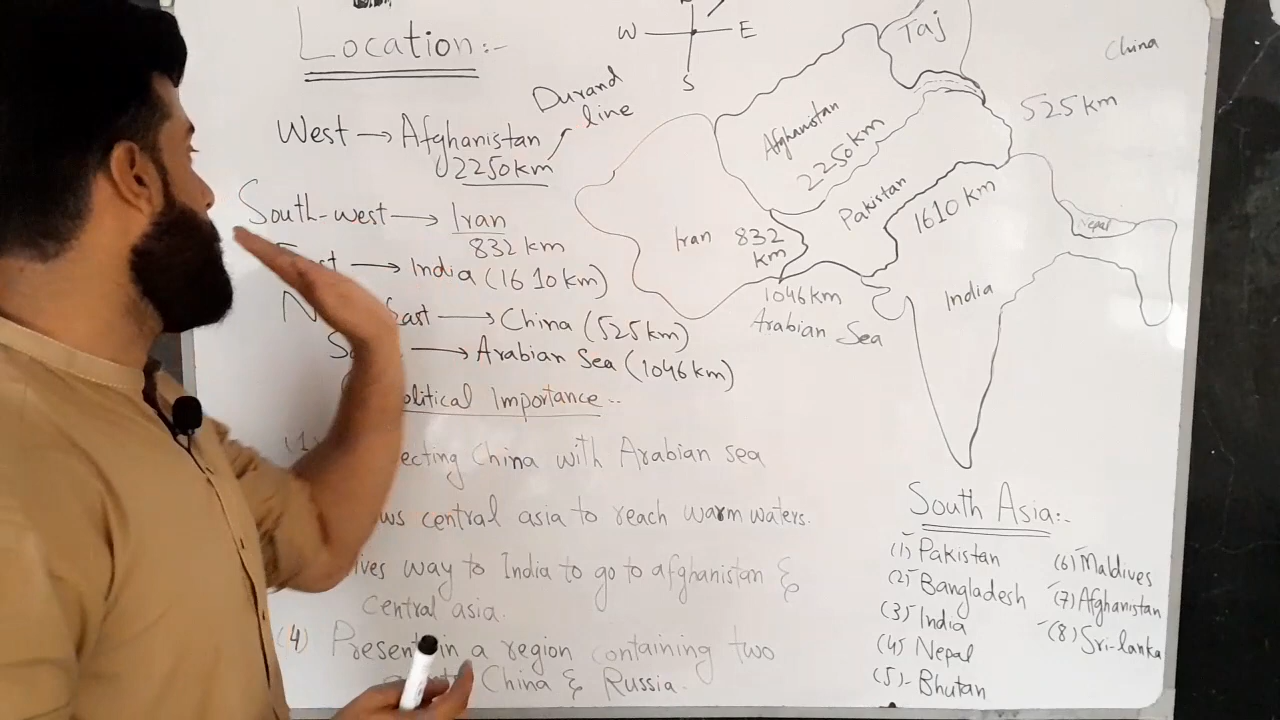 Location:-
West → Afghanistan
2250km
Durand
line
South-west → Iran
832 km
→ India (1610km)
→ China (525km)
→ Arabian Sea (1046km)
Importance:-
China with Arabian sea
central asia to reach warm waters.
way to India to go to afghanistan &
central asia.
(4) Present in a region containing two
China & Russia.
W E
S
Taj
China
525km
Afghanistan
2250km
Pakistan
1610 km
Nepal
Iran 832
km
India
1046km
Arabian Sea
South Asia:-
(1) Pakistan
(2) Bangladesh
(3) India
(4) Nepal
(5)- Bhutan
(6) Maldives
(7) Afghanistan
(8) Sri-lanka